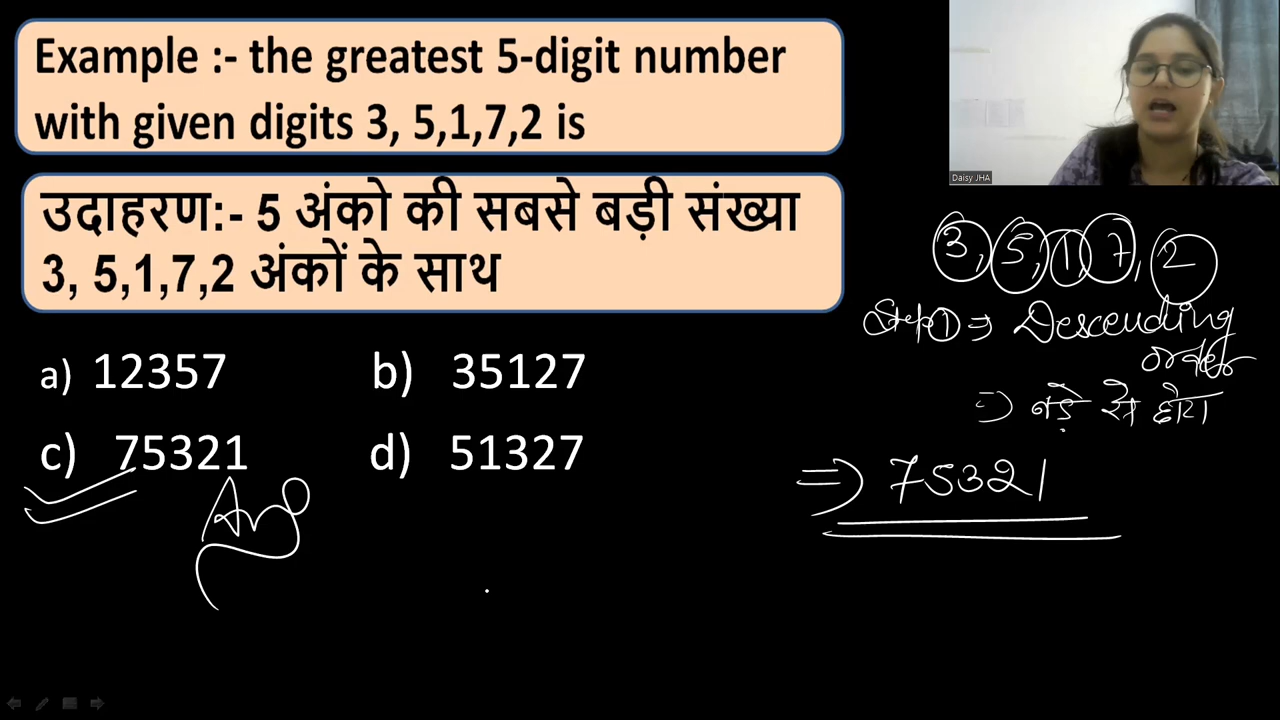 Example :- the greatest 5-digit number
with given digits 3, 5,1,7,2 is
उदाहरण:- 5 अंको की सबसे बड़ी संख्या
3, 5,1,7,2 अंकों के साथ
a) 12357 b) 35127
c) 75321 d) 51327
Ans
Daisy JHA
3, 5, 1, 7, 2
Step ① ⇒ Descending
order
⇒ बड़े से छोटा
⇒ 75321